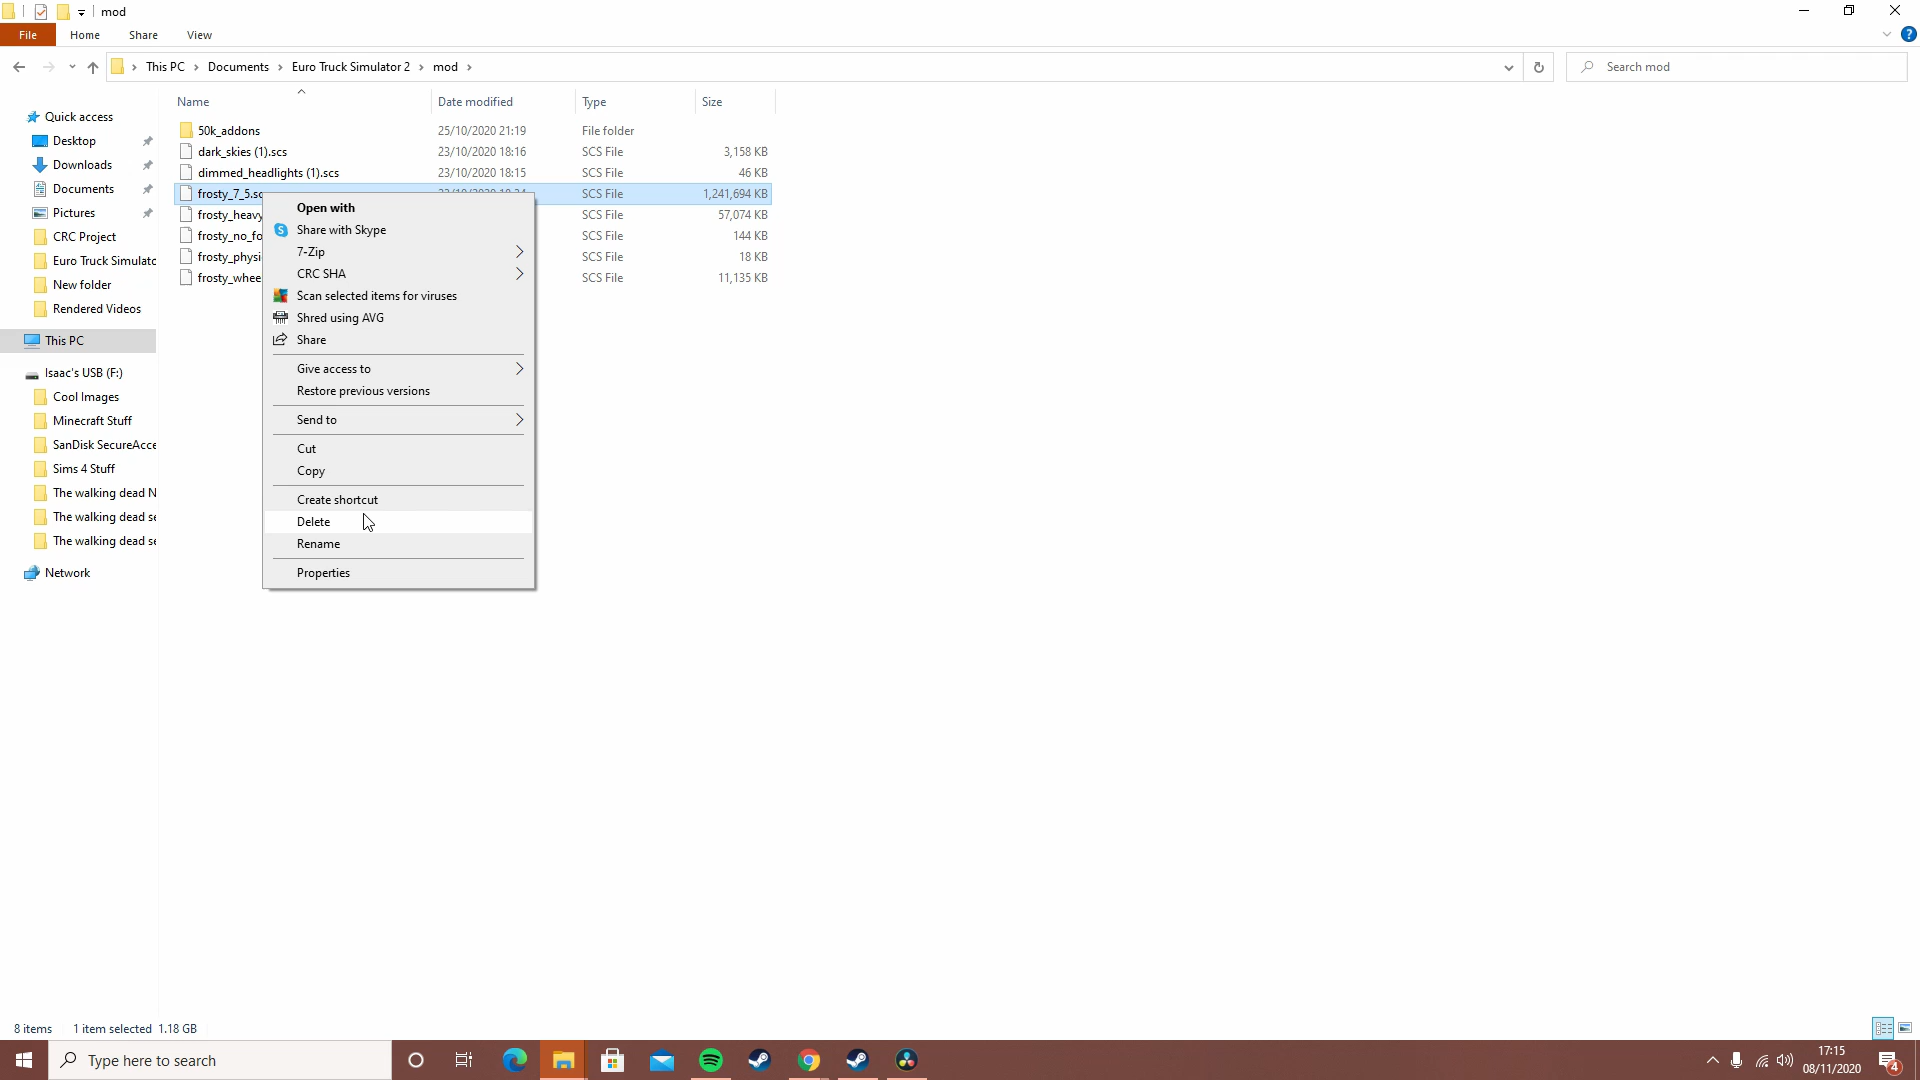 mod
File Home Share View
This PC Documents Euro Truck Simulator 2 mod
Search mod
Name Date modified Type Size
Quick access
Desktop
Downloads
Documents
Pictures
CRC Project
Euro Truck Simulatc
New folder
Rendered Videos
This PC
Isaac's USB (F:)
Cool Images
Minecraft Stuff
SanDisk SecureAcce
Sims 4 Stuff
The walking dead N
The walking dead se
The walking dead se
Network
50k_addons 25/10/2020 21:19 File folder
dark_skies (1).scs 23/10/2020 18:16 SCS File 3,158 KB
dimmed_headlights (1).scs 23/10/2020 18:15 SCS File 46 KB
frosty_7_5.sc SCS File 1,241,694 KB
frosty_heavy SCS File 57,074 KB
frosty_no_fo SCS File 144 KB
frosty_physi SCS File 18 KB
frosty_whee SCS File 11,135 KB
Open with
Share with Skype
7-Zip
CRC SHA
Scan selected items for viruses
Shred using AVG
Share
Give access to
Restore previous versions
Send to
Cut
Copy
Create shortcut
Delete
Rename
Properties
8 items 1 item selected 1.18 GB
Type here to search
17:15
08/11/2020
4